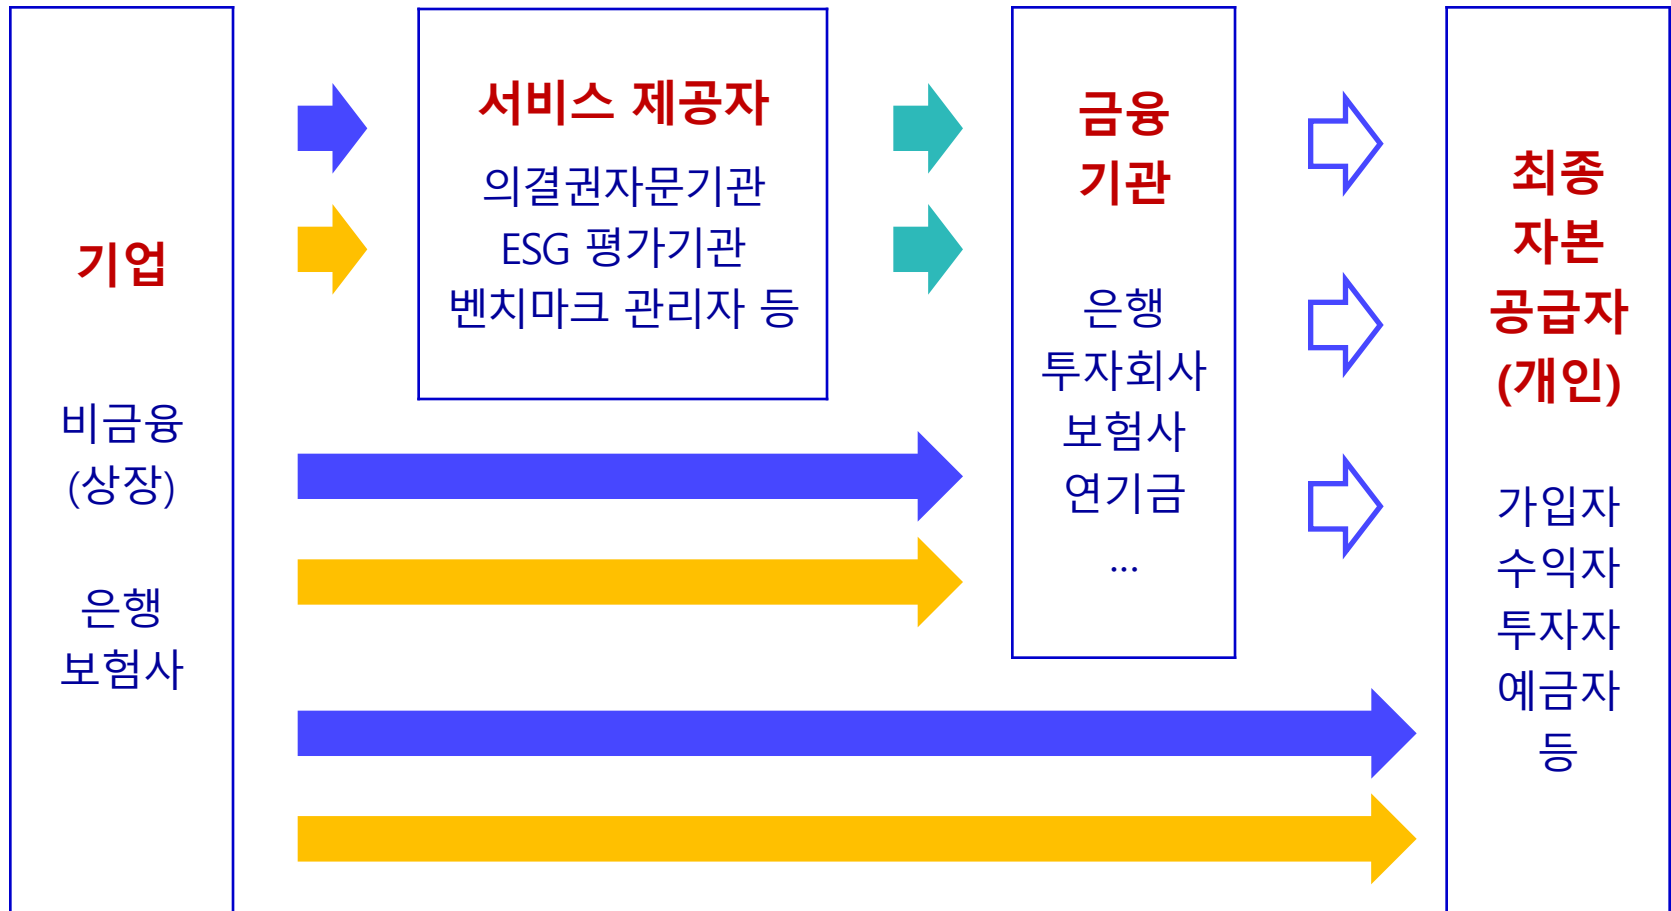 기업
비금융
(상장)
은행
보험사
서비스 제공자
의결권자문기관
ESG 평가기관
벤치마크 관리자 등
금융
기관
은행
투자회사
보험사
연기금
...
최종
자본
공급자
(개인)
가입자
수익자
투자자
예금자
등